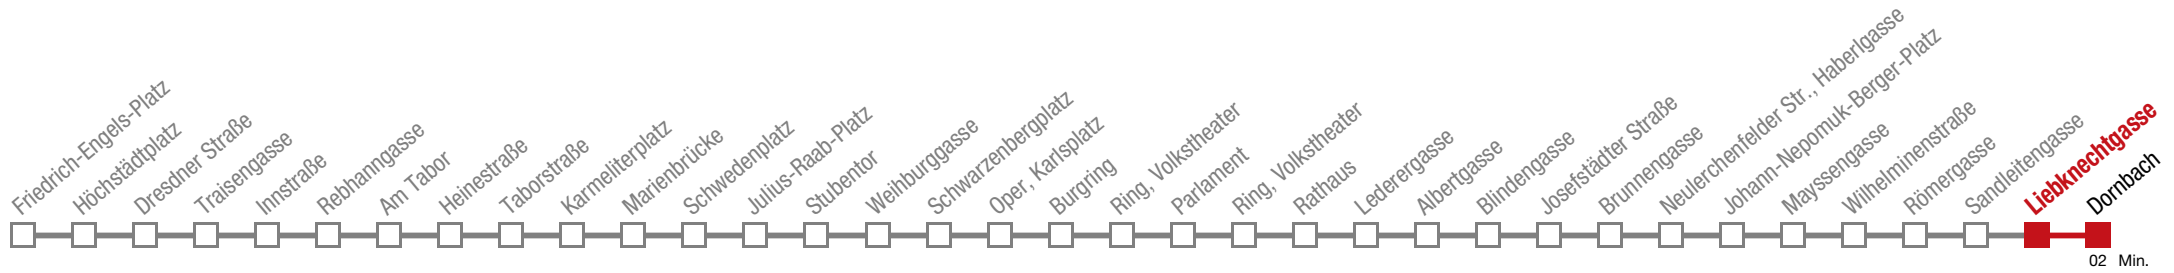 Friedrich-Engels-Platz
Höchstädtplatz
Dresdner Straße
Traisengasse
Innstraße
Rebhanngasse
Am Tabor
Heinestraße
Taborstraße
Karmeliterplatz
Marienbrücke
Schwedenplatz
Julius-Raab-Platz
Stubentor
Weihburggasse
Schwarzenbergplatz
Oper, Karlsplatz
Burgring
Ring, Volkstheater
Parlament
Ring, Volkstheater
Rathaus
Lederergasse
Albertgasse
Blindengasse
Josefstädter Straße
Brunnengasse
Neulerchenfelder Str., Haberlgasse
Johann-Nepomuk-Berger-Platz
Mayssengasse
Wilhelminenstraße
Römergasse
Sandleitengasse
Liebknechtgasse
Dornbach
02 Min.